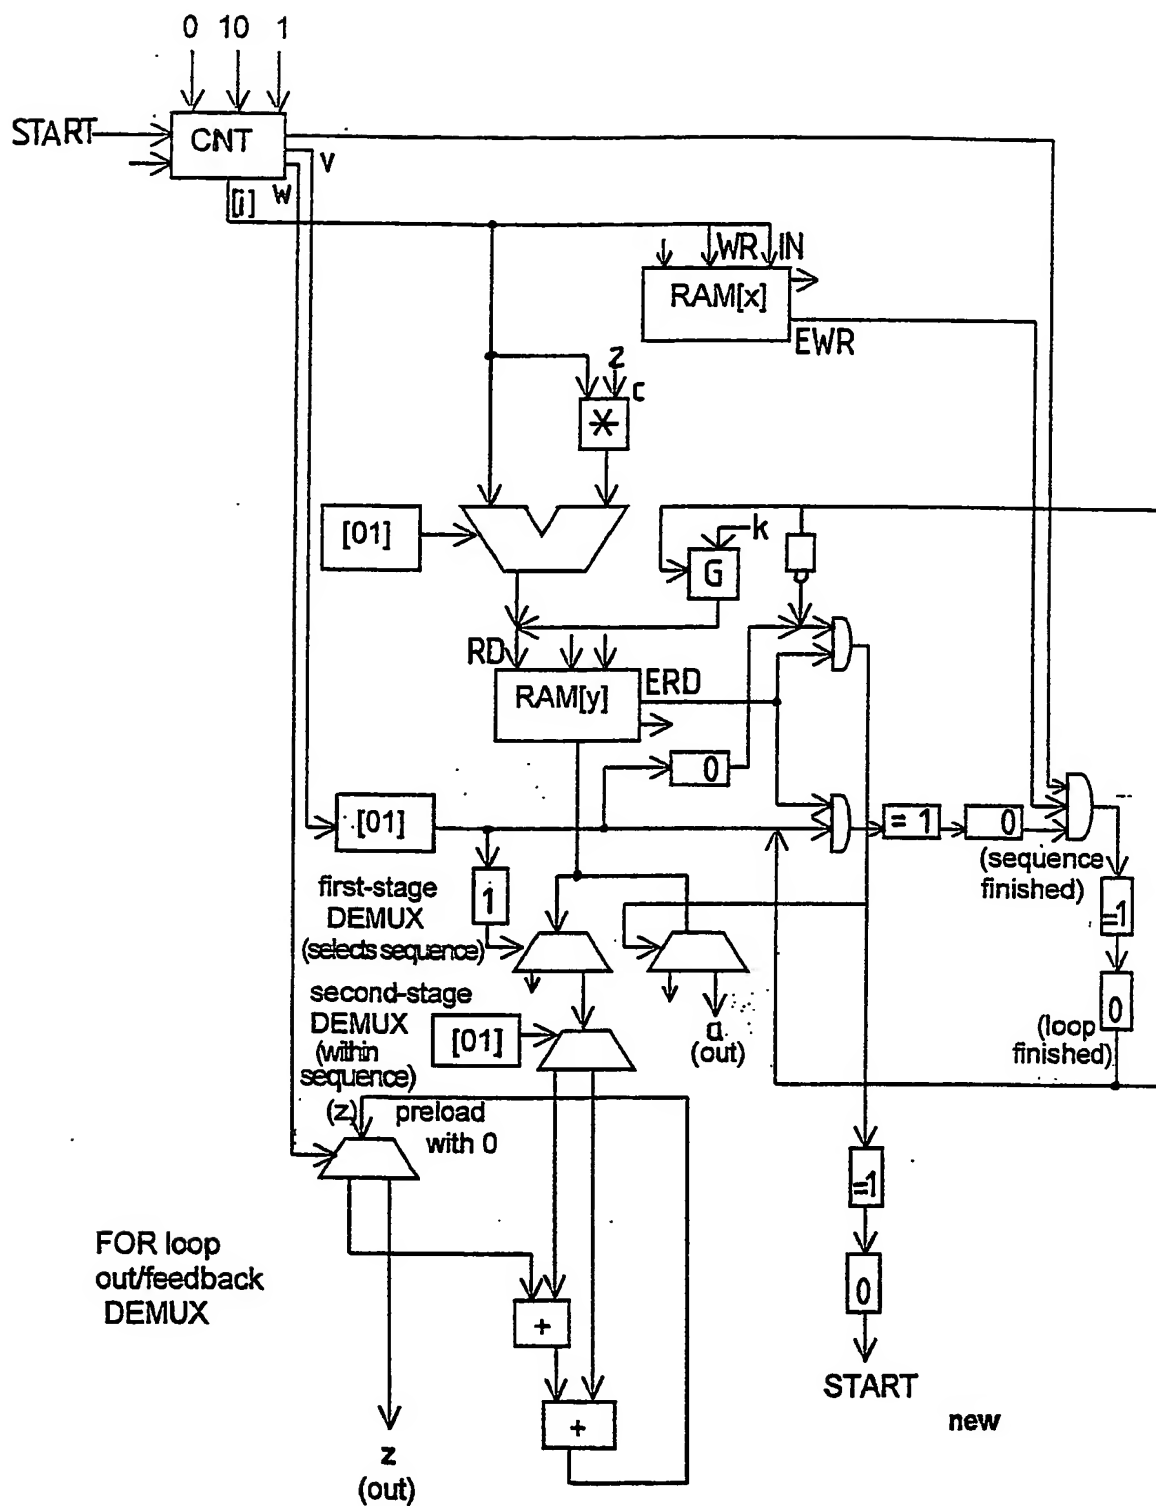 0 10 1
START
CNT
V
W
[i]
WR IN
RAM[x]
EWR
2
C
*
[01]
k
G
RD
ERD
RAM[y]
0
[01]
= 1
0
(sequence
finished)
first-stage
DEMUX
(selects sequence)
1
=1
second-stage
DEMUX
(within
sequence)
[01]
a
(out)
0
(loop
finished)
(z)
preload
with 0
=1
FOR loop
out/feedback
DEMUX
0
+
START
new
+
z
(out)